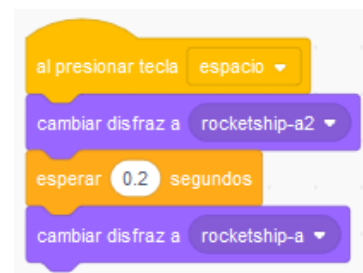 al presionar tecla espacio
cambiar disfraz a rocketship-a2
esperar 0.2 segundos
cambiar disfraz a rocketship-a